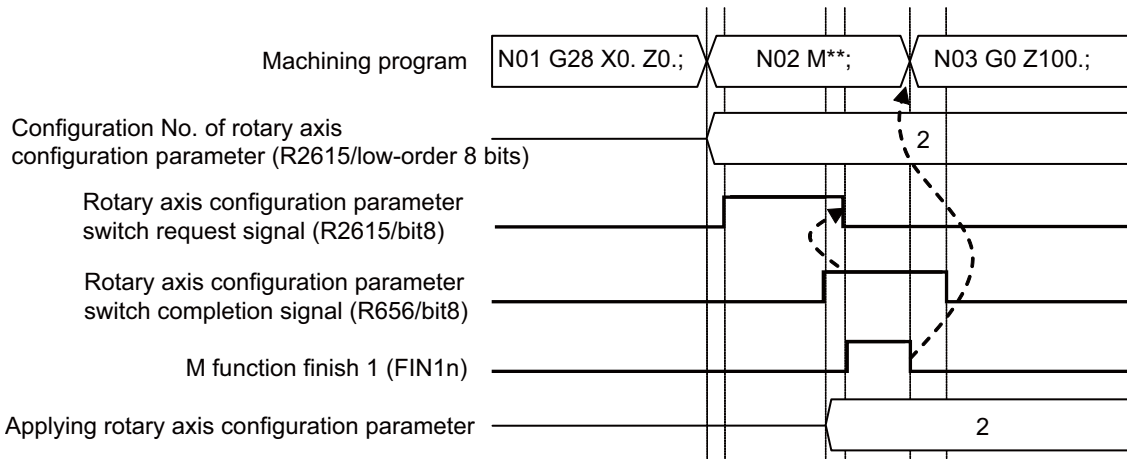 Machining program
N01 G28 X0. Z0.;
N02 M**;
N03 G0 Z100.;
Configuration No. of rotary axis
configuration parameter (R2615/low-order 8 bits)
2
Rotary axis configuration parameter
switch request signal (R2615/bit8)
Rotary axis configuration parameter
switch completion signal (R656/bit8)
M function finish 1 (FIN1n)
Applying rotary axis configuration parameter
2